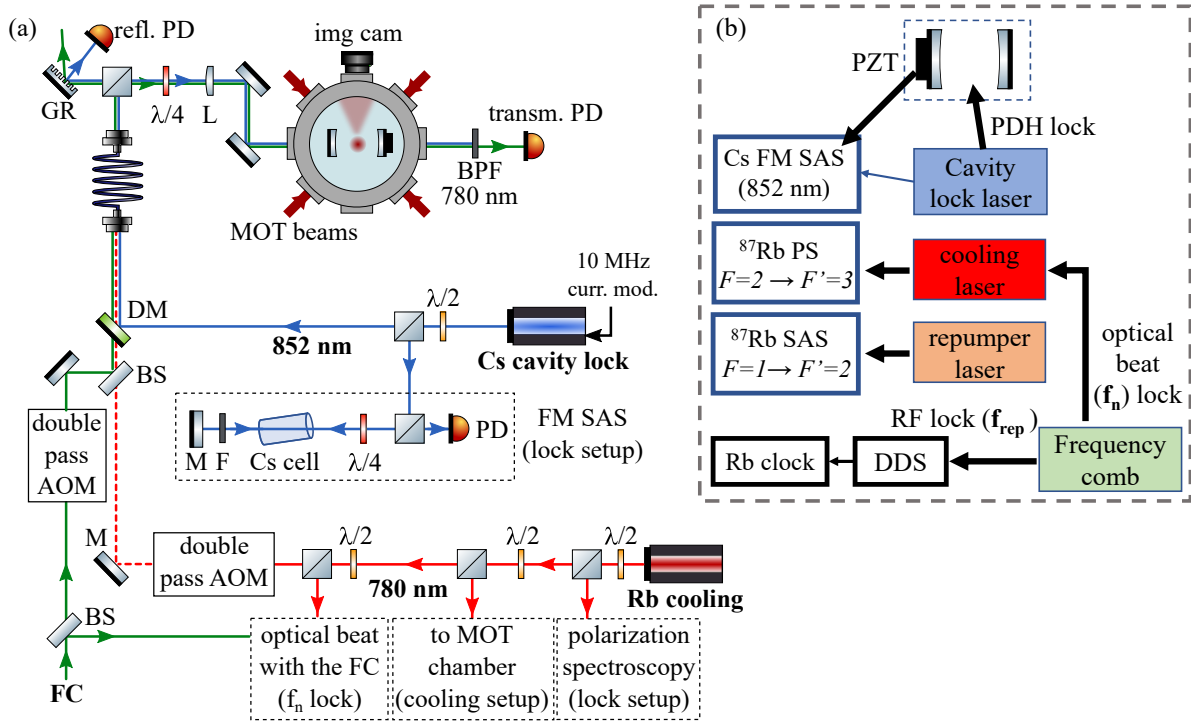 (a)
refl. PD
GR
λ/4
L
img cam
MOT beams
BPF
780 nm
transm. PD
DM
BS
852 nm
λ/2
10 MHz
curr. mod.
Cs cavity lock
M
F
Cs cell
λ/4
PD
FM SAS
(lock setup)
double
pass
AOM
M
double
pass AOM
λ/2
780 nm
λ/2
λ/2
Rb cooling
BS
FC
optical beat
with the FC
(fn lock)
to MOT
chamber
(cooling setup)
polarization
spectroscopy
(lock setup)
(b)
PZT
PDH lock
Cs FM SAS
(852 nm)
Cavity
lock laser
87Rb PS
F=2 → F'=3
cooling
laser
87Rb SAS
F=1 → F'=2
repumper
laser
optical
beat
(fn) lock
RF lock (frep)
Rb clock
DDS
Frequency
comb